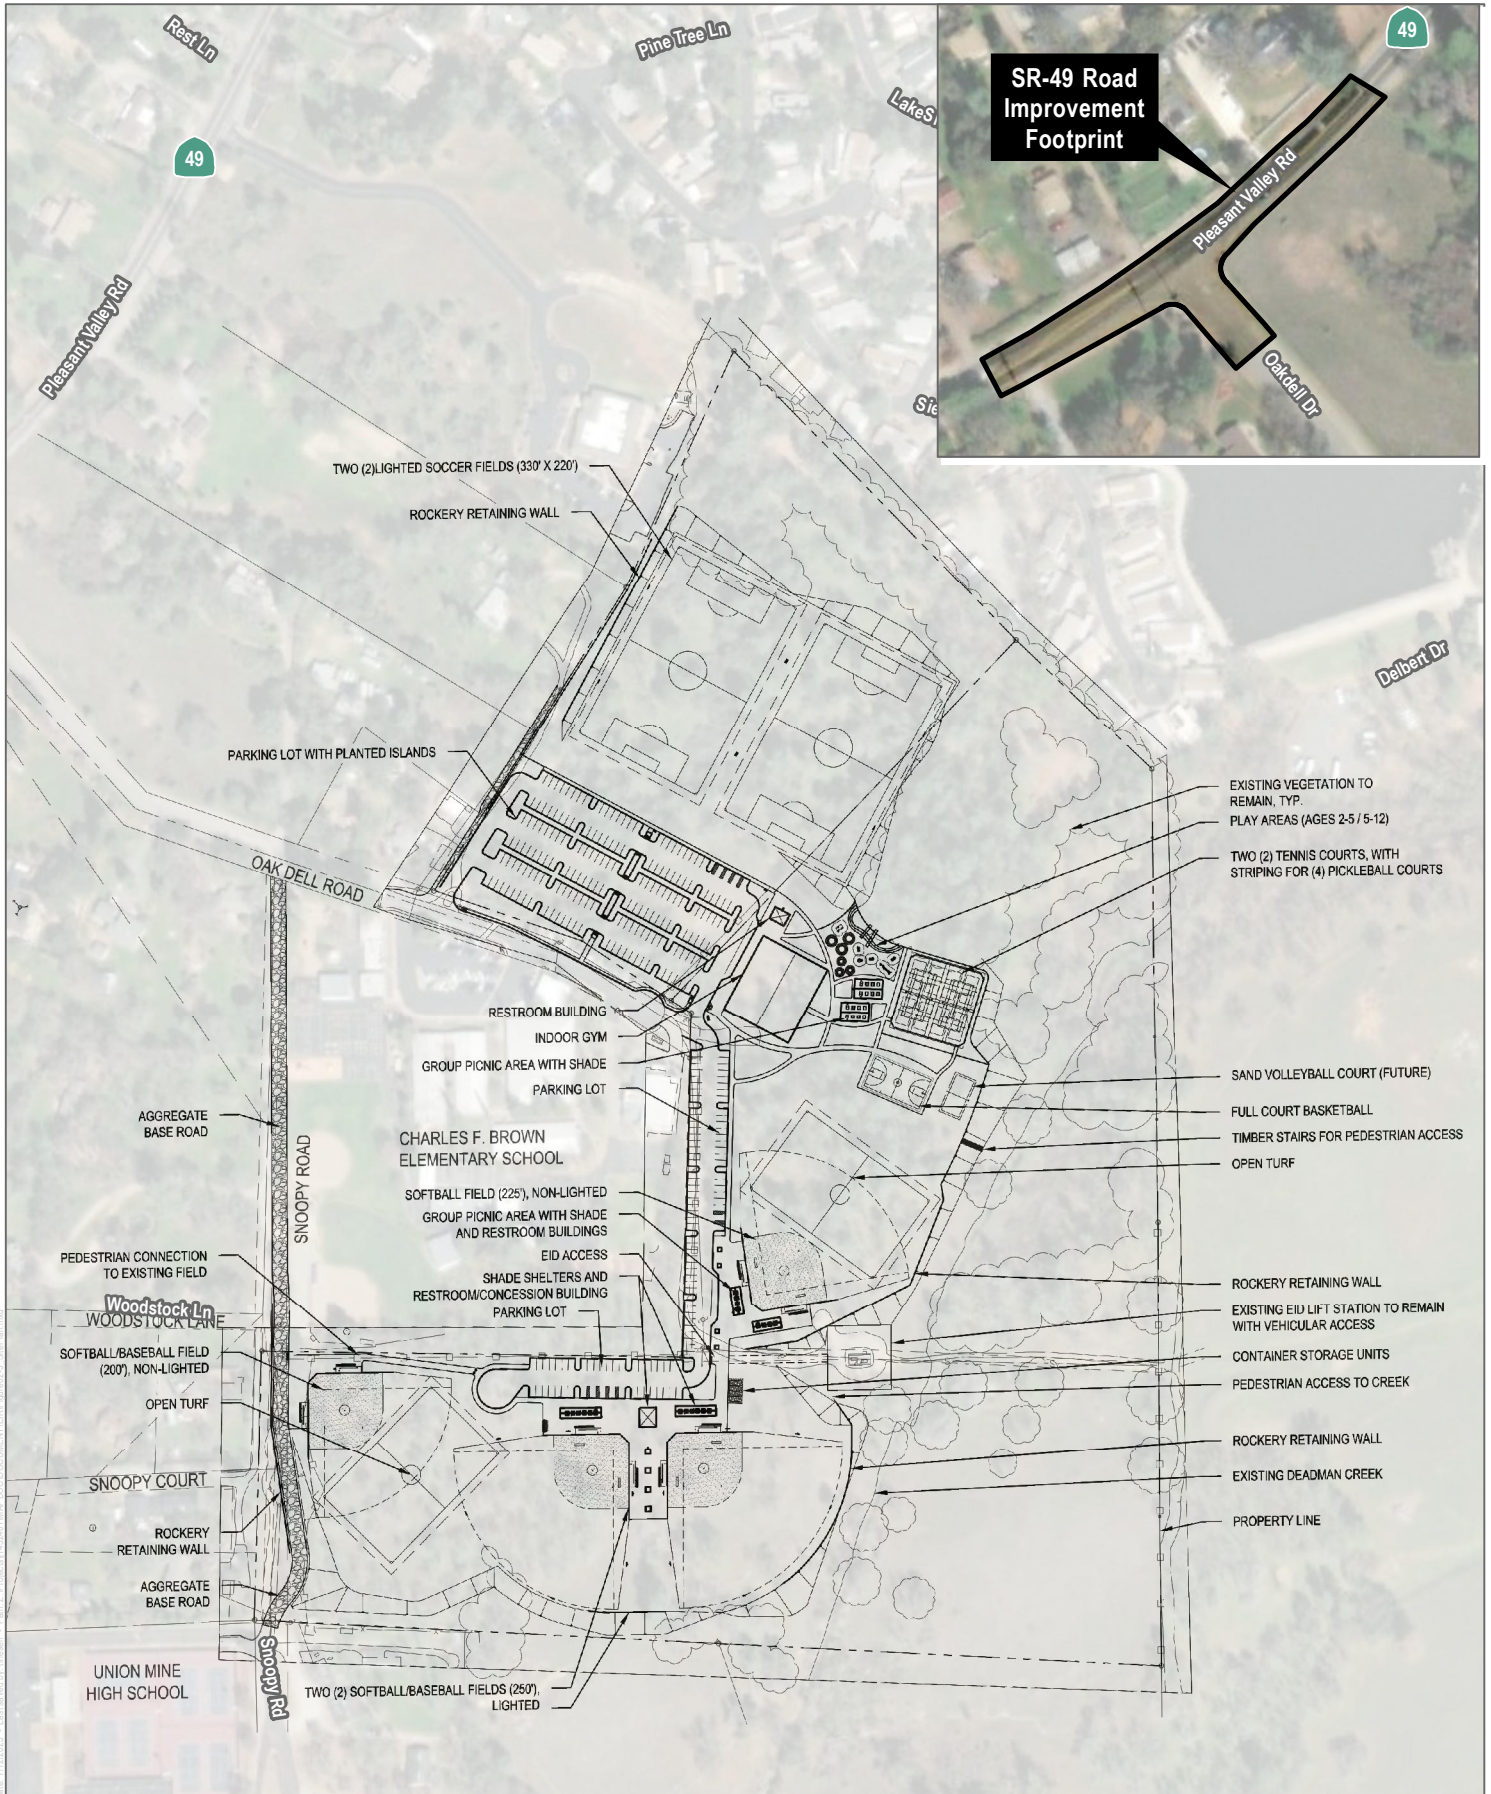 Rest Ln
Pine Tree Ln
49
49
SR-49 Road
Improvement
Footprint
Pleasant Valley Rd
Oakdell Dr
Pleasant Valley Rd
Delbert Dr
TWO (2)LIGHTED SOCCER FIELDS (330' X 220')
ROCKERY RETAINING WALL
PARKING LOT WITH PLANTED ISLANDS
OAK DELL ROAD
EXISTING VEGETATION TO
REMAIN, TYP.
PLAY AREAS (AGES 2-5 / 5-12)
TWO (2) TENNIS COURTS, WITH
STRIPING FOR (4) PICKLEBALL COURTS
RESTROOM BUILDING
INDOOR GYM
GROUP PICNIC AREA WITH SHADE
PARKING LOT
AGGREGATE
BASE ROAD
SNOOPY ROAD
CHARLES F. BROWN
ELEMENTARY SCHOOL
SAND VOLLEYBALL COURT (FUTURE)
FULL COURT BASKETBALL
TIMBER STAIRS FOR PEDESTRIAN ACCESS
OPEN TURF
SOFTBALL FIELD (225'), NON-LIGHTED
GROUP PICNIC AREA WITH SHADE
AND RESTROOM BUILDINGS
EID ACCESS
SHADE SHELTERS AND
RESTROOM/CONCESSION BUILDING
PARKING LOT
PEDESTRIAN CONNECTION
TO EXISTING FIELD
Woodstock Ln
WOODSTOCK LANE
SOFTBALL/BASEBALL FIELD
(200'), NON-LIGHTED
OPEN TURF
SNOOPY COURT
ROCKERY
RETAINING WALL
AGGREGATE
BASE ROAD
ROCKERY RETAINING WALL
EXISTING EID LIFT STATION TO REMAIN
WITH VEHICULAR ACCESS
CONTAINER STORAGE UNITS
PEDESTRIAN ACCESS TO CREEK
ROCKERY RETAINING WALL
EXISTING DEADMAN CREEK
PROPERTY LINE
Snoopy Rd
UNION MINE
HIGH SCHOOL
TWO (2) SOFTBALL/BASEBALL FIELDS (250'),
LIGHTED